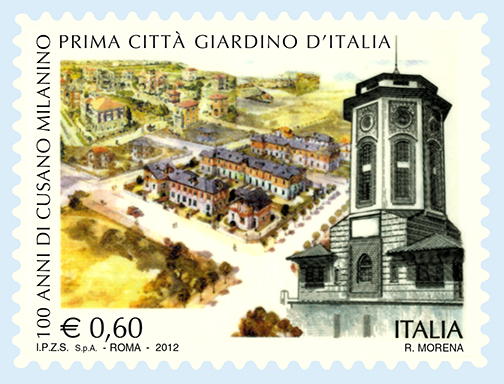 100 ANNI DI CUSANO MILANINO
PRIMA CITTÀ GIARDINO D'ITALIA
€ 0,60
ITALIA
I.P.Z.S. S.p.A. - ROMA - 2012
R. MORENA